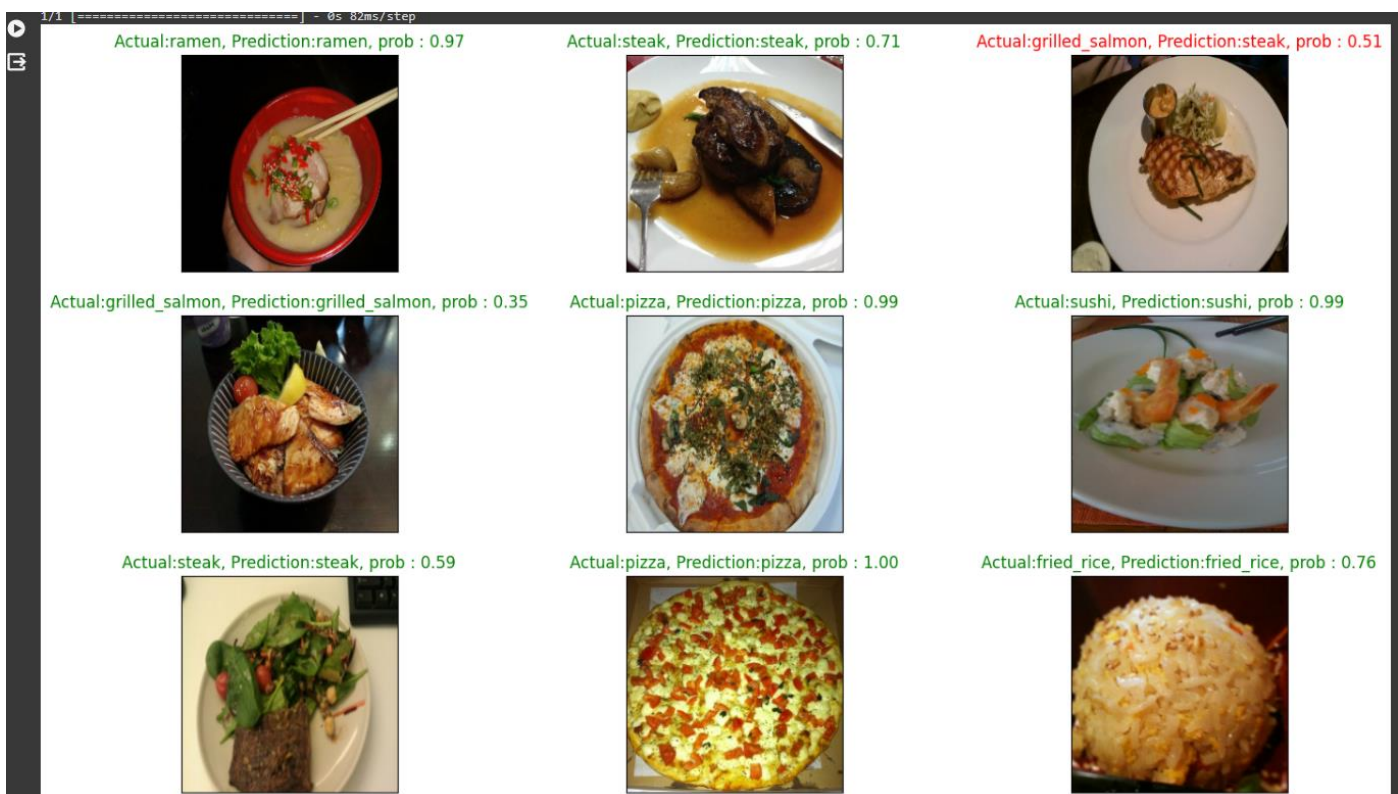 1/1 [==============================] - 0s 82ms/step
Actual:ramen, Prediction:ramen, prob : 0.97
Actual:steak, Prediction:steak, prob : 0.71
Actual:grilled_salmon, Prediction:steak, prob : 0.51
Actual:grilled_salmon, Prediction:grilled_salmon, prob : 0.35
Actual:pizza, Prediction:pizza, prob : 0.99
Actual:sushi, Prediction:sushi, prob : 0.99
Actual:steak, Prediction:steak, prob : 0.59
Actual:pizza, Prediction:pizza, prob : 1.00
Actual:fried_rice, Prediction:fried_rice, prob : 0.76